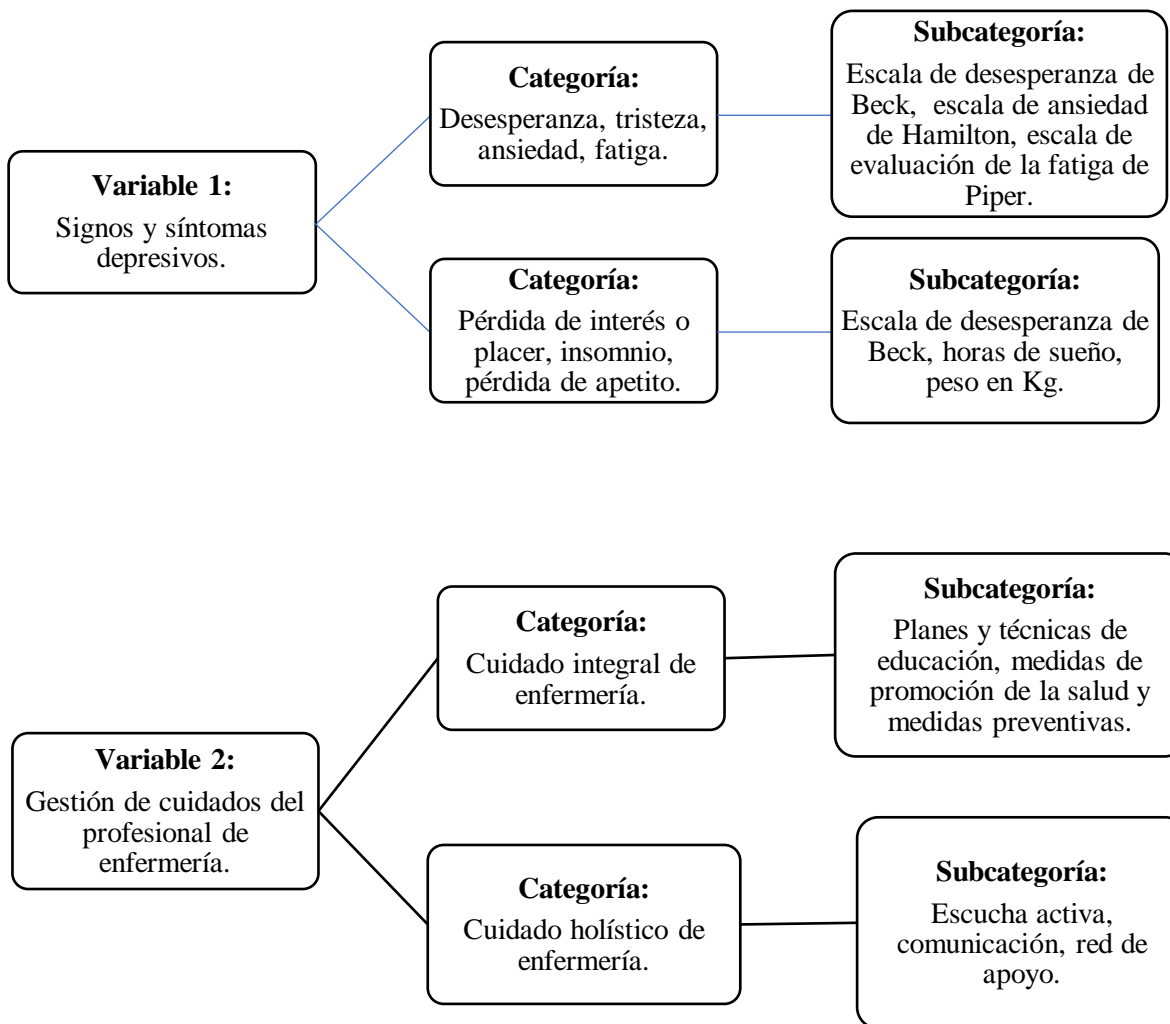 Variable 1:
Signos y síntomas
depresivos.
Categoría:
Desesperanza, tristeza,
ansiedad, fatiga.
Subcategoría:
Escala de desesperanza de
Beck, escala de ansiedad
de Hamilton, escala de
evaluación de la fatiga de
Piper.
Categoría:
Pérdida de interés o
placer, insomnio,
pérdida de apetito.
Subcategoría:
Escala de desesperanza de
Beck, horas de sueño,
peso en Kg.
Variable 2:
Gestión de cuidados del
profesional de
enfermería.
Categoría:
Cuidado integral de
enfermería.
Subcategoría:
Planes y técnicas de
educación, medidas de
promoción de la salud y
medidas preventivas.
Categoría:
Cuidado holístico de
enfermería.
Subcategoría:
Escucha activa,
comunicación, red de
apoyo.